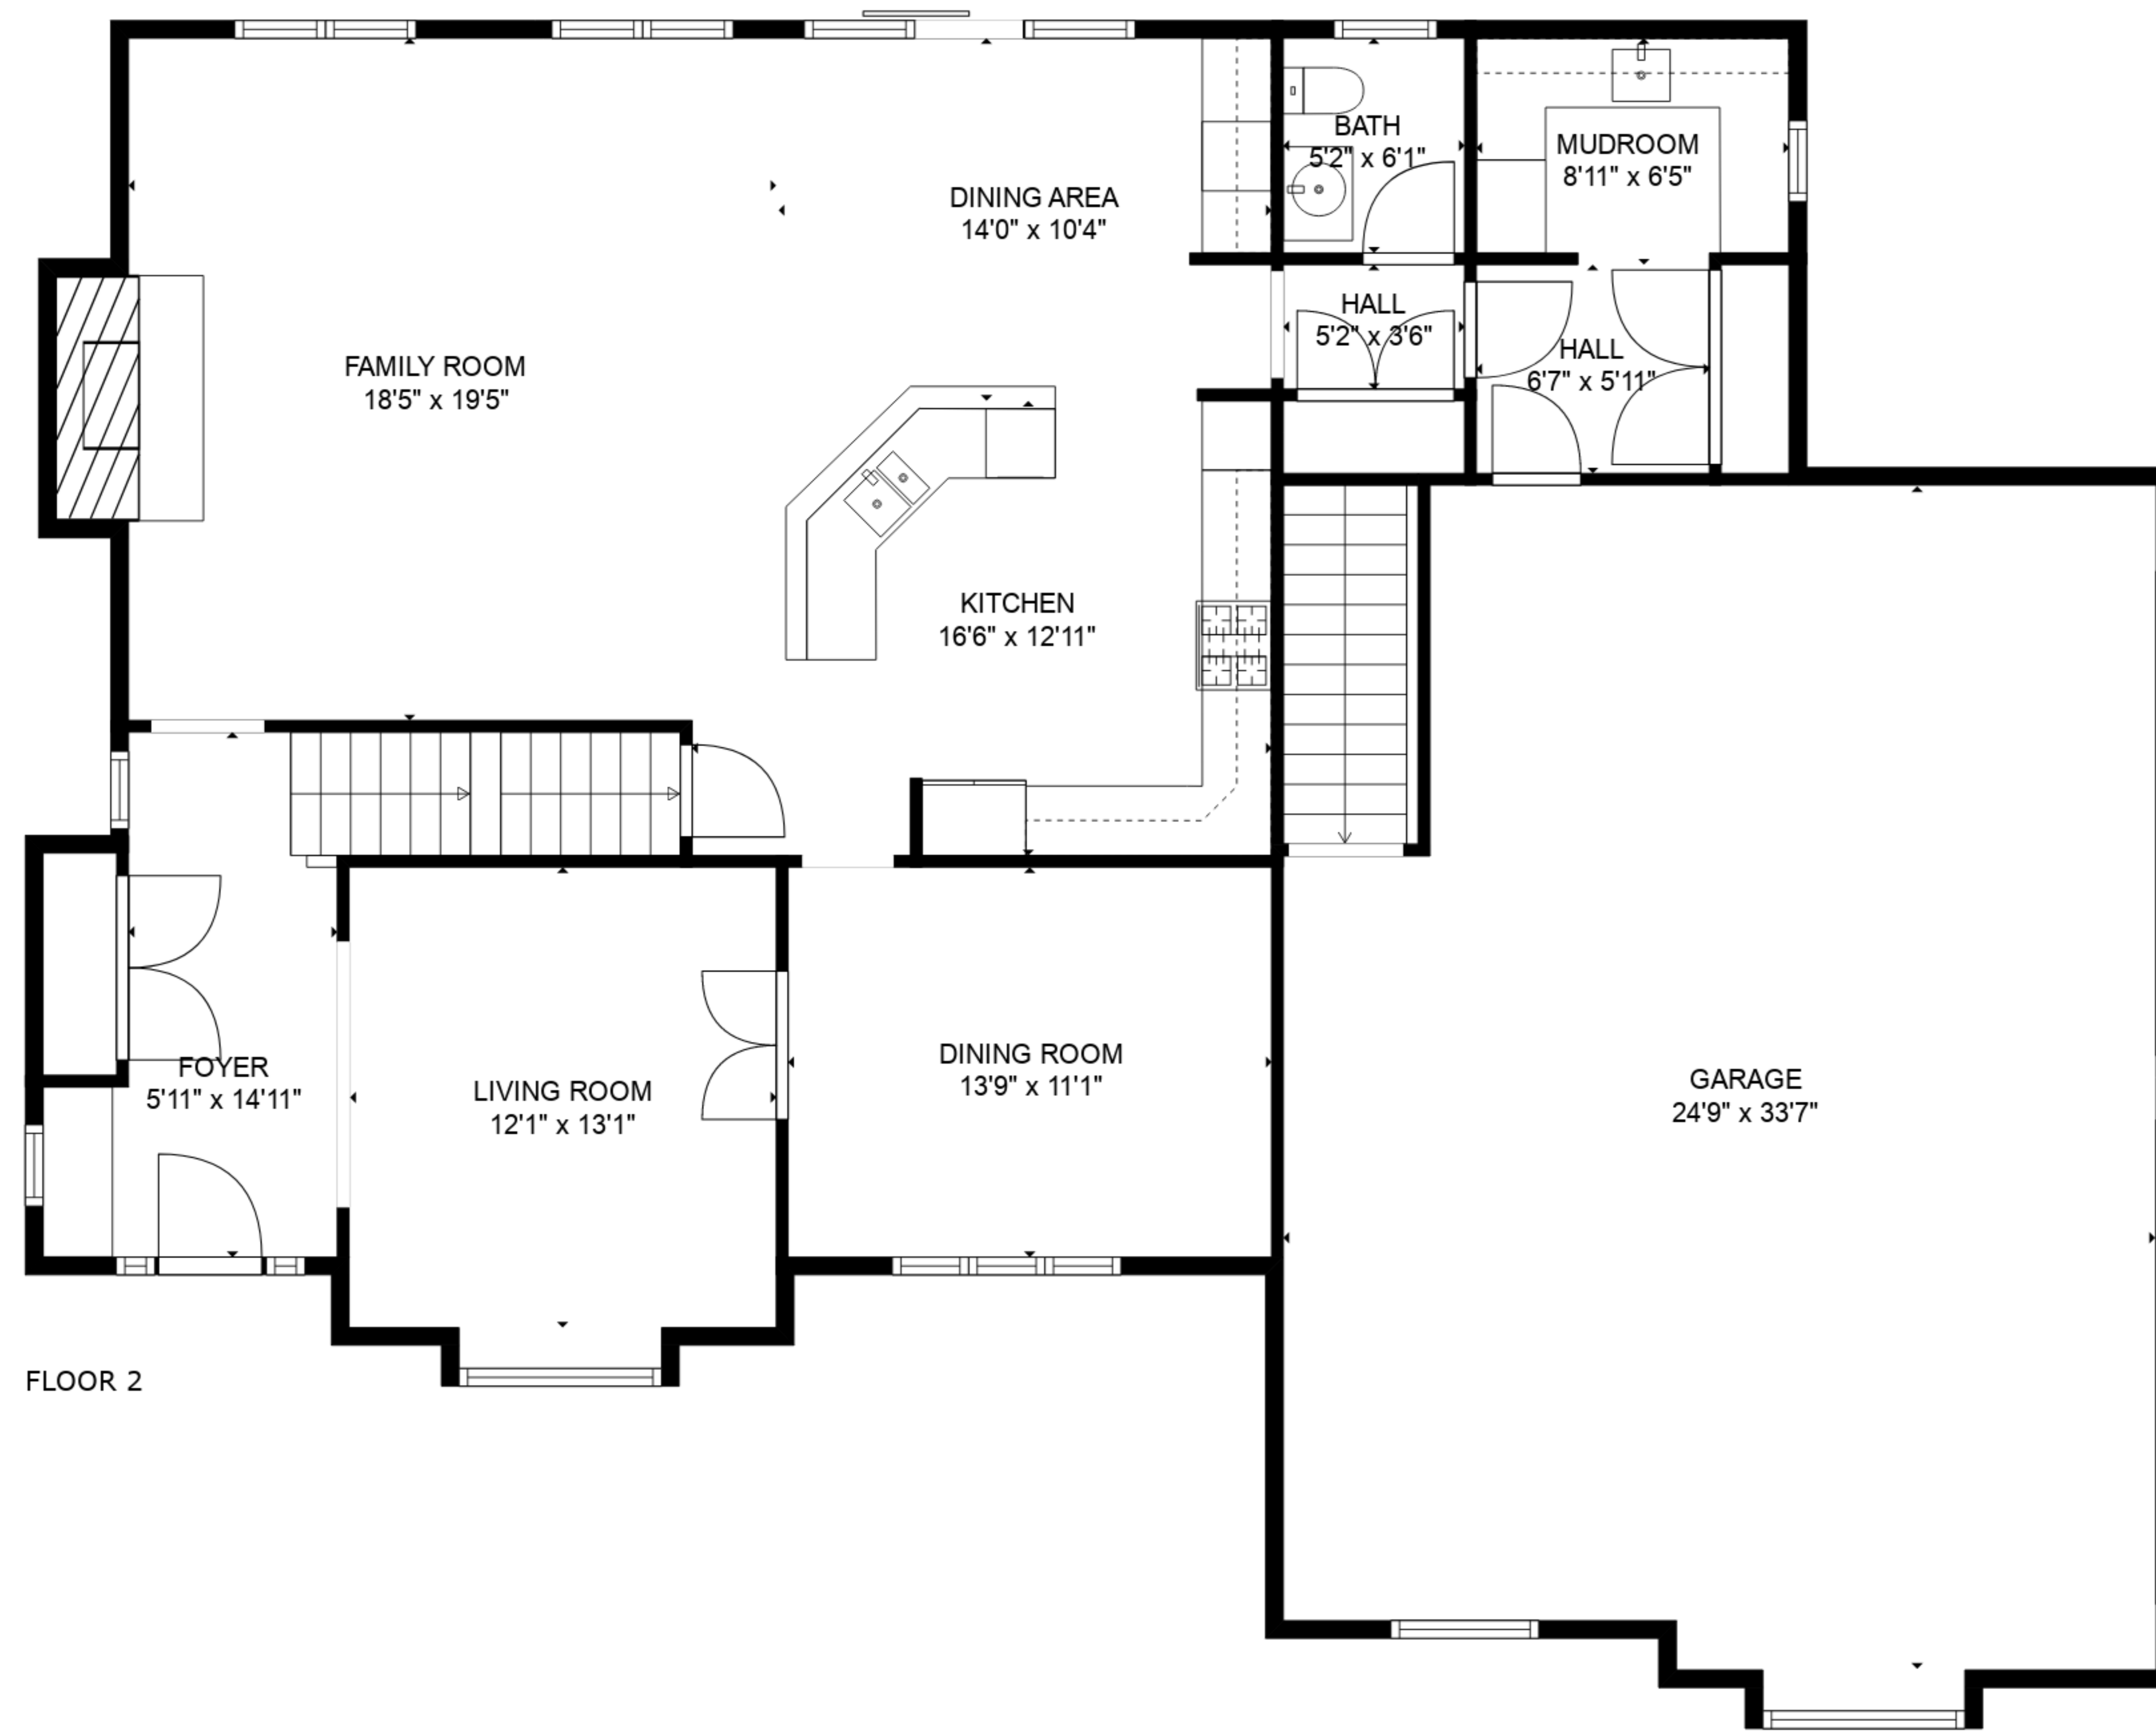 BATH
5'2" x 6'1"
MUDROOM
8'11" x 6'5"
DINING AREA
14'0" x 10'4"
HALL
5'2" x 3'6"
HALL
6'7" x 5'11"
FAMILY ROOM
18'5" x 19'5"
KITCHEN
16'6" x 12'11"
FOYER
5'11" x 14'11"
LIVING ROOM
12'1" x 13'1"
DINING ROOM
13'9" x 11'1"
GARAGE
24'9" x 33'7"
FLOOR 2